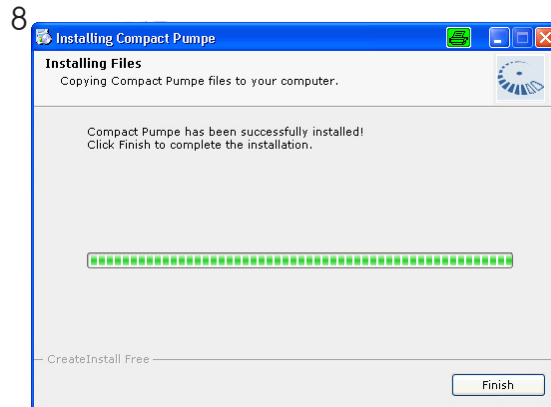 8
Installing Compact Pumpe
Installing Files
Copying Compact Pumpe files to your computer.
Compact Pumpe has been successfully installed!
Click Finish to complete the installation.
CreateInstall Free
Finish